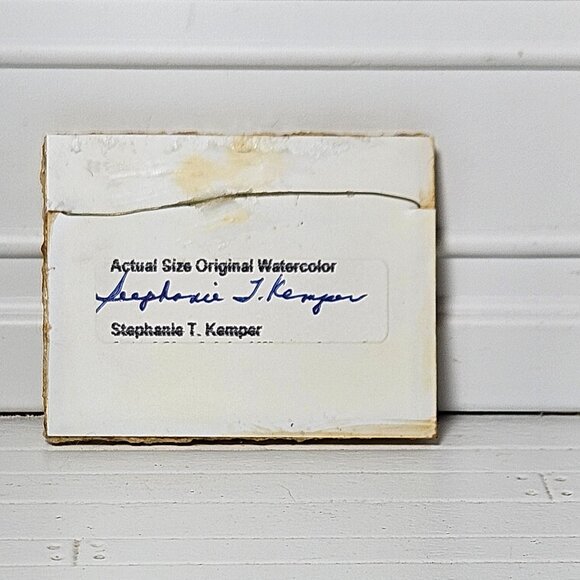 Actual Size Original Watercolor
Stephanie T. Kemper
Stephanie T. Kemper